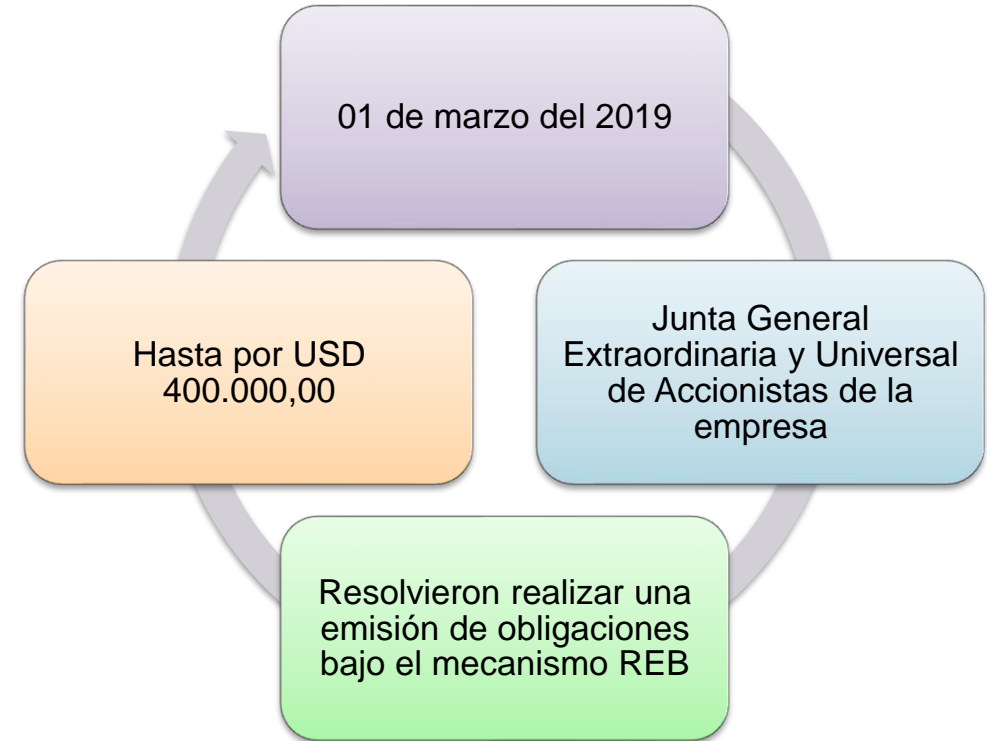 01 de marzo del 2019
Junta General
Extraordinaria y Universal
de Accionistas de la
empresa
Resolvieron realizar una
emisión de obligaciones
bajo el mecanismo REB
Hasta por USD
400.000,00